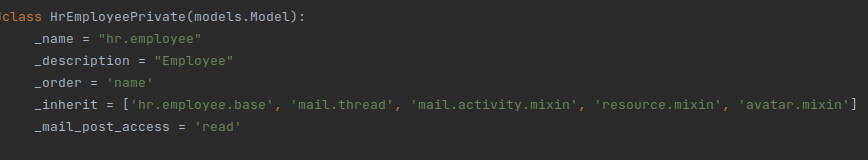 class HrEmployeePrivate(models.Model):
    _name = "hr.employee"
    _description = "Employee"
    _order = 'name'
    _inherit = ['hr.employee.base', 'mail.thread', 'mail.activity.mixin', 'resource.mixin', 'avatar.mixin']
    _mail_post_access = 'read'